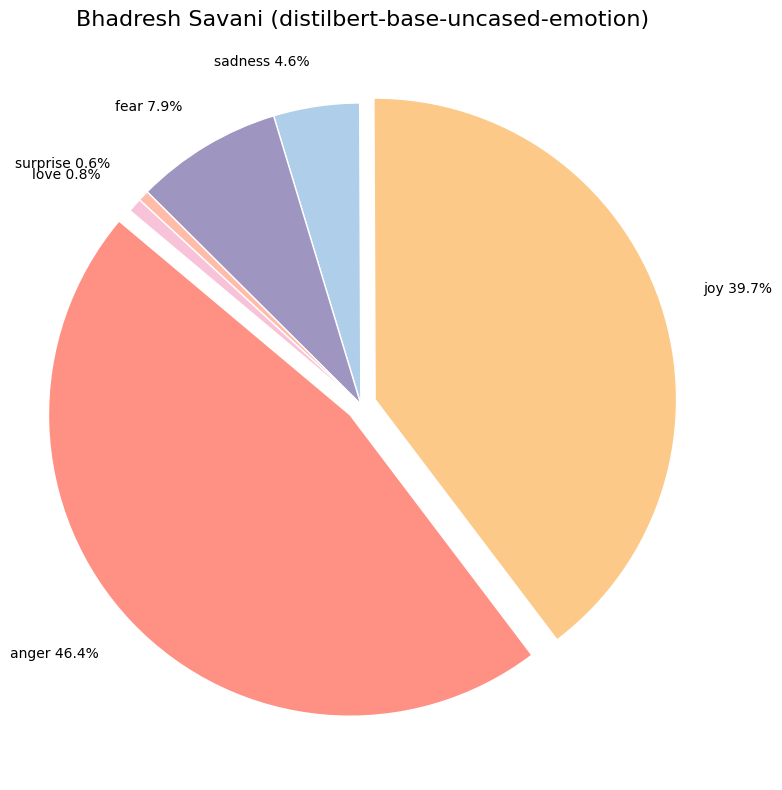 Bhadresh Savani (distilbert-base-uncased-emotion)
sadness 4.6%
fear 7.9%
surprise 0.6%
love 0.8%
joy 39.7%
anger 46.4%